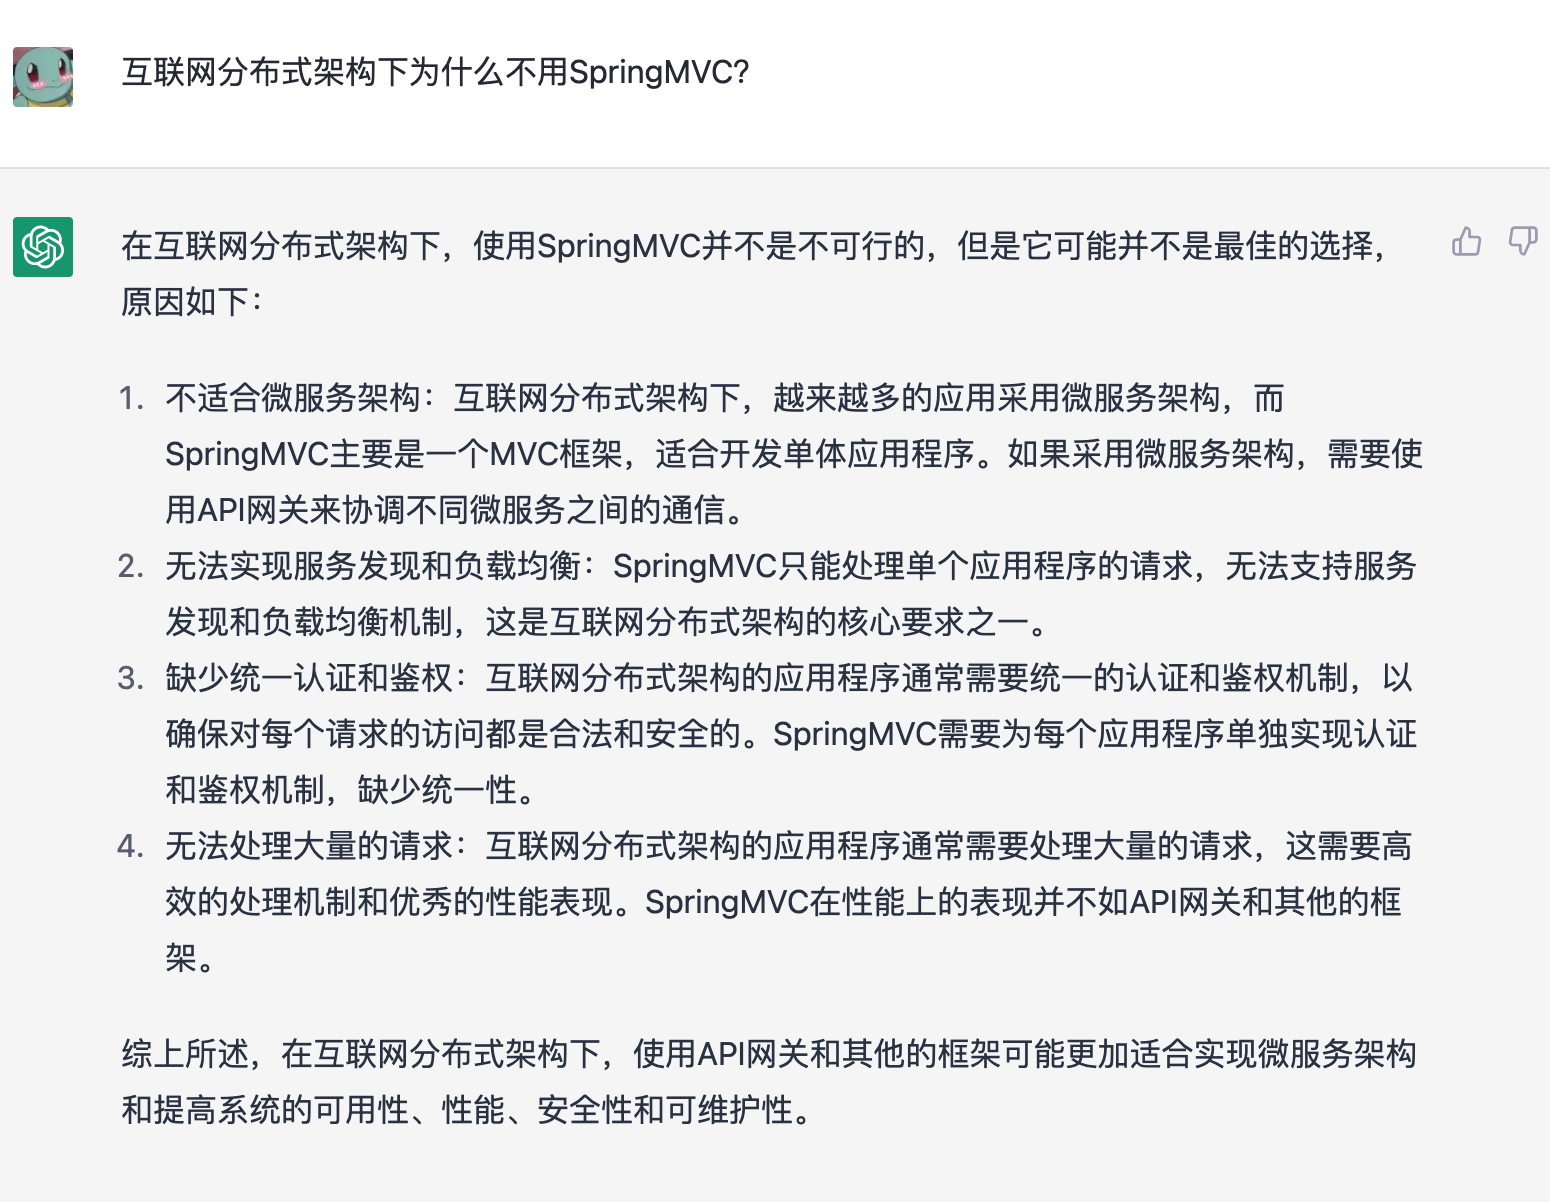 互联网分布式架构下为什么不用SpringMVC?
在互联网分布式架构下，使用SpringMVC并不是不可行的，但是它可能并不是最佳的选择，
原因如下：
1. 不适合微服务架构：互联网分布式架构下，越来越多的应用采用微服务架构，而
SpringMVC主要是一个MVC框架，适合开发单体应用程序。如果采用微服务架构，需要使
用API网关来协调不同微服务之间的通信。
2. 无法实现服务发现和负载均衡：SpringMVC只能处理单个应用程序的请求，无法支持服务
发现和负载均衡机制，这是互联网分布式架构的核心要求之一。
3. 缺少统一认证和鉴权：互联网分布式架构的应用程序通常需要统一的认证和鉴权机制，以
确保对每个请求的访问都是合法和安全的。SpringMVC需要为每个应用程序单独实现认证
和鉴权机制，缺少统一性。
4. 无法处理大量的请求：互联网分布式架构的应用程序通常需要处理大量的请求，这需要高
效的处理机制和优秀的性能表现。SpringMVC在性能上的表现并不如API网关和其他的框
架。
综上所述，在互联网分布式架构下，使用API网关和其他的框架可能更加适合实现微服务架构
和提高系统的可用性、性能、安全性和可维护性。